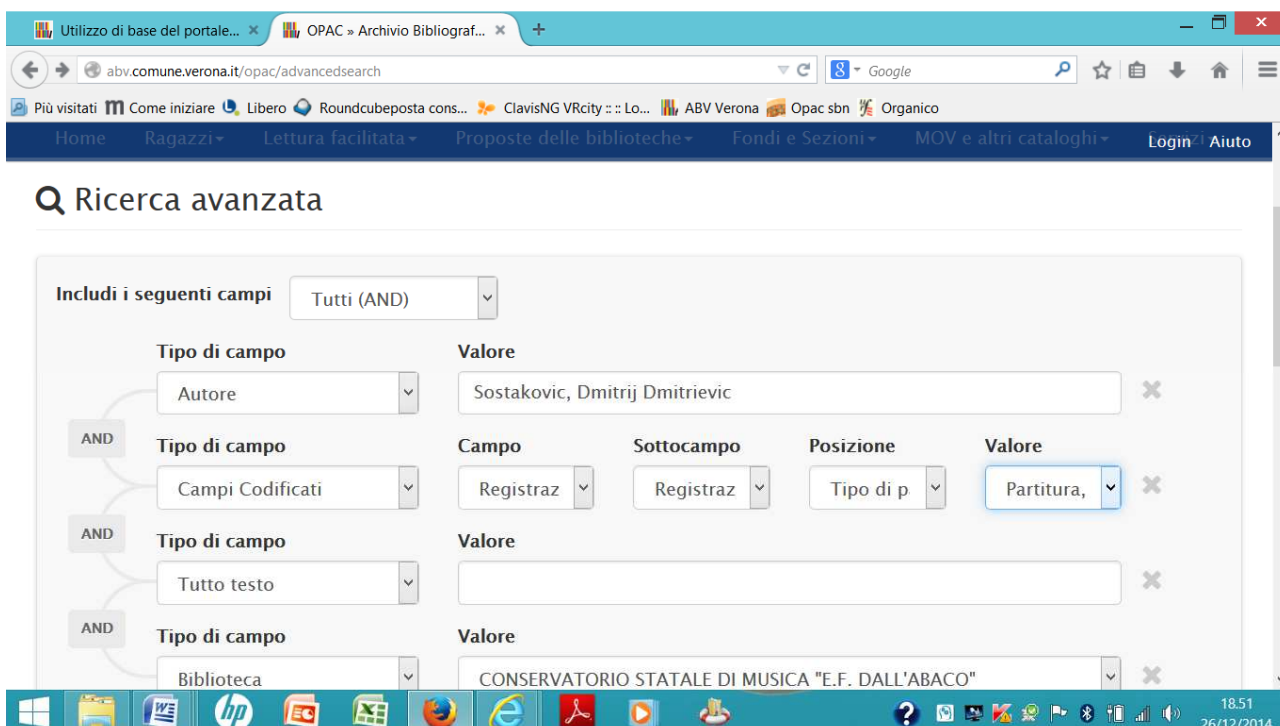 Utilizzo di base del portale... OPAC » Archivio Bibliograf...
abv.comune.verona.it/opac/advancedsearch Google
Più visitati Come iniziare Libero Roundcubeposta cons... ClavisNG VRcity :: :: Lo... ABV Verona Opac sbn Organico
Home Ragazzi Lettura facilitata Proposte delle biblioteche Fondi e Sezioni MOV e altri cataloghi Login Aiuto
Ricerca avanzata
Includi i seguenti campi Tutti (AND)
Tipo di campo Valore
Autore Sostakovic, Dmitrij Dmitrievic
AND Tipo di campo Campo Sottocampo Posizione Valore
Campi Codificati Registraz Registraz Tipo di p Partitura,
AND Tipo di campo Valore
Tutto testo
AND Tipo di campo Valore
Biblioteca CONSERVATORIO STATALE DI MUSICA "E.F. DALL'ABACO"
18.51
26/12/2014